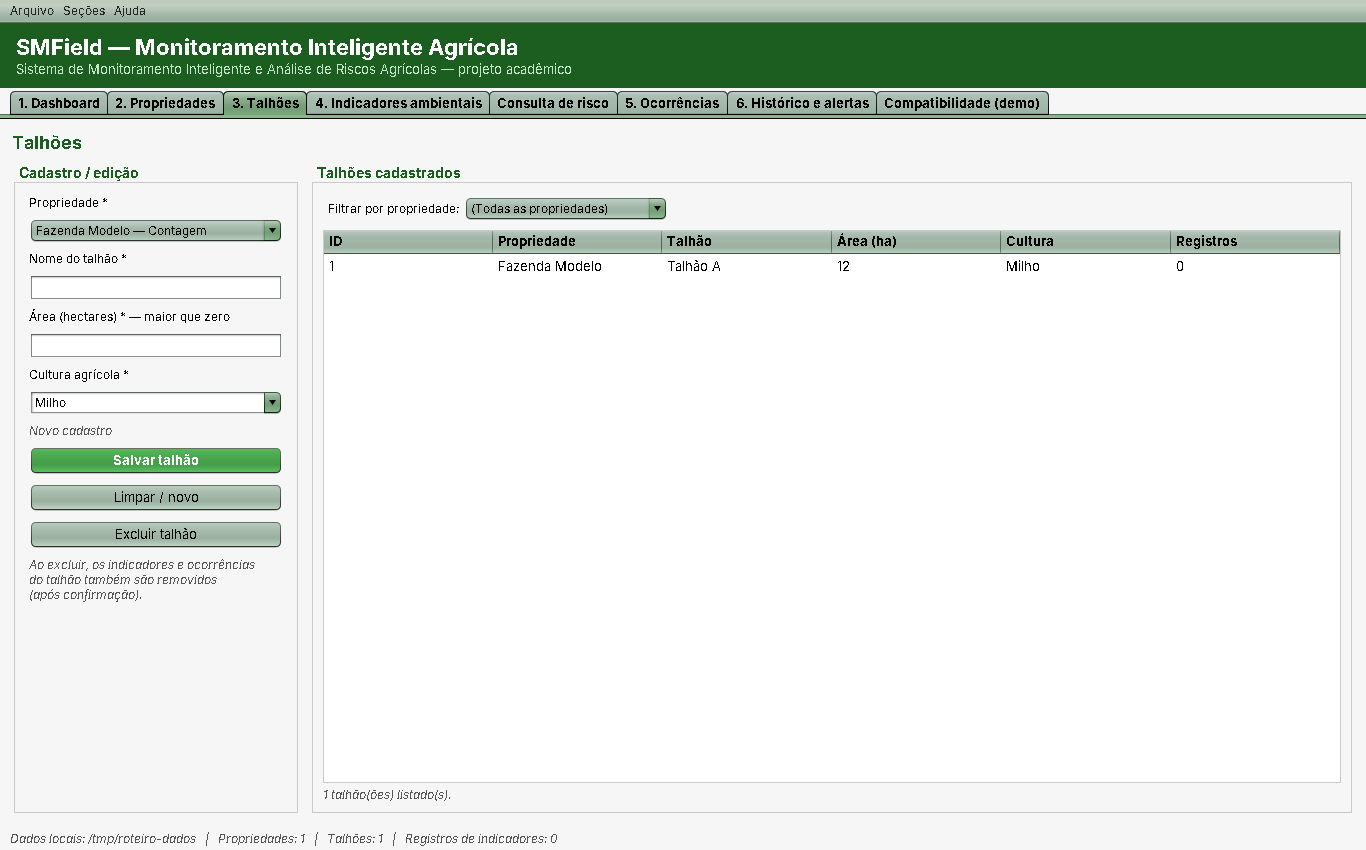 Arquivo Seções Ajuda
SMField — Monitoramento Inteligente Agrícola
Sistema de Monitoramento Inteligente e Análise de Riscos Agrícolas — projeto acadêmico
1. Dashboard 2. Propriedades 3. Talhões 4. Indicadores ambientais Consulta de risco 5. Ocorrências 6. Histórico e alertas Compatibilidade (demo)
Talhões
Cadastro / edição
Propriedade *
Fazenda Modelo — Contagem
Nome do talhão *
Área (hectares) * — maior que zero
Cultura agrícola *
Milho
Novo cadastro
Salvar talhão
Limpar / novo
Excluir talhão
Ao excluir, os indicadores e ocorrências
do talhão também são removidos
(após confirmação).
Talhões cadastrados
Filtrar por propriedade: (Todas as propriedades)
ID Propriedade Talhão Área (ha) Cultura Registros
1 Fazenda Modelo Talhão A 12 Milho 0
1 talhão(ões) listado(s).
Dados locais: /tmp/roteiro-dados | Propriedades: 1 | Talhões: 1 | Registros de indicadores: 0